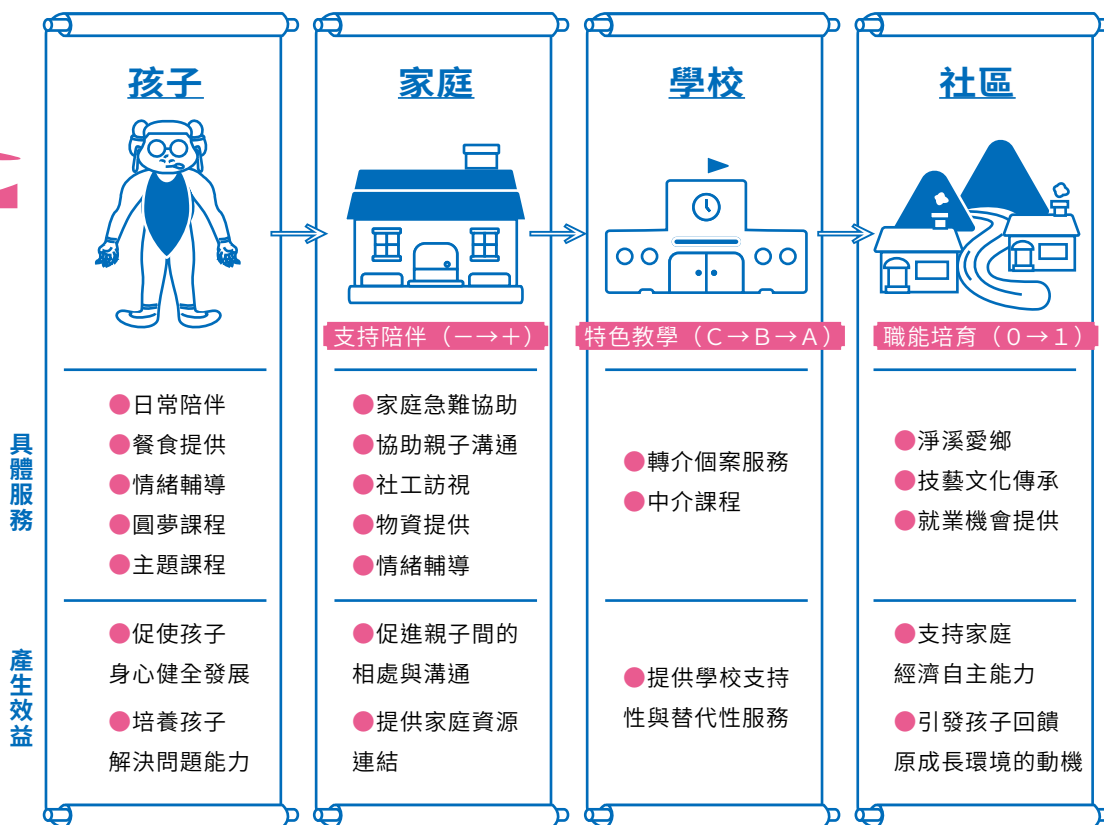 孩子
家庭
學校
社區
支持陪伴（－→＋）
特色教學（C→B→A）
職能培育（0→1）
具體服務
●日常陪伴
●餐食提供
●情緒輔導
●圓夢課程
●主題課程
●家庭急難協助
●協助親子溝通
●社工訪視
●物資提供
●情緒輔導
●轉介個案服務
●中介課程
●淨溪愛鄉
●技藝文化傳承
●就業機會提供
產生效益
●促使孩子
身心健全發展
●培養孩子
解決問題能力
●促進親子間的
相處與溝通
●提供家庭資源
連結
●提供學校支持
性與替代性服務
●支持家庭
經濟自主能力
●引發孩子回饋
原成長環境的動機